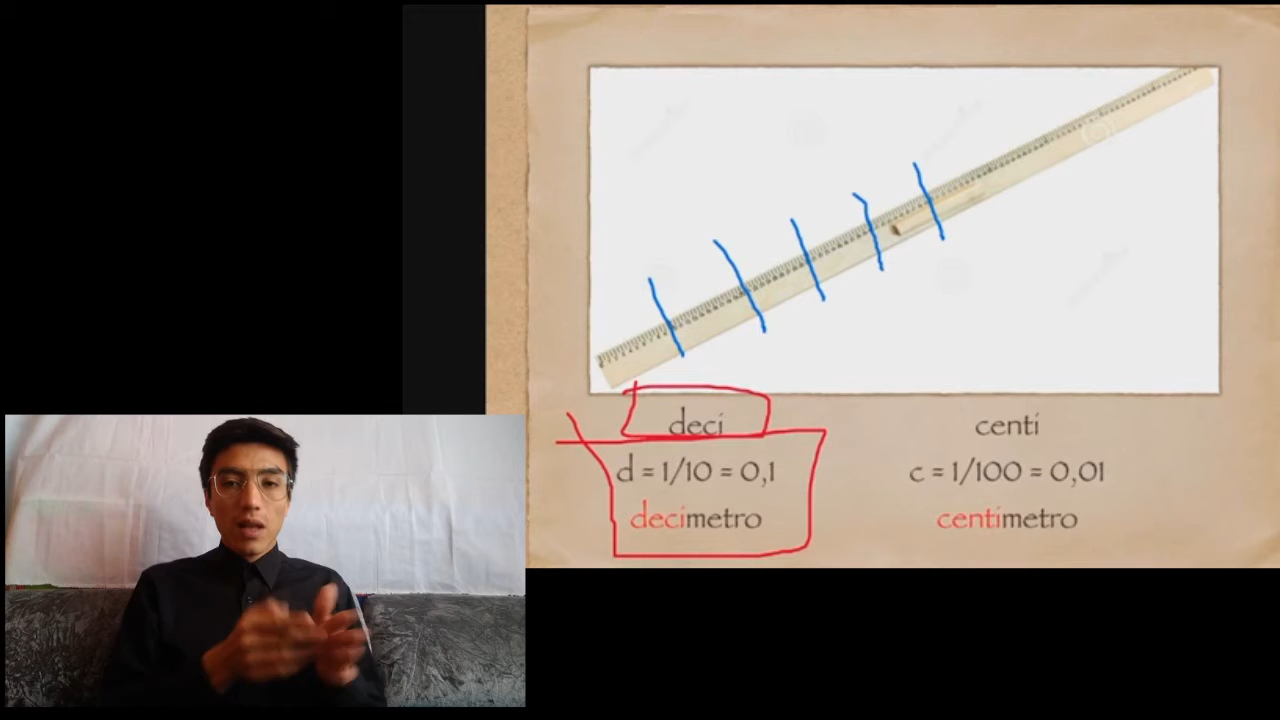 deci
d = 1/10 = 0,1
decimetro
centi
c = 1/100 = 0,01
centimetro